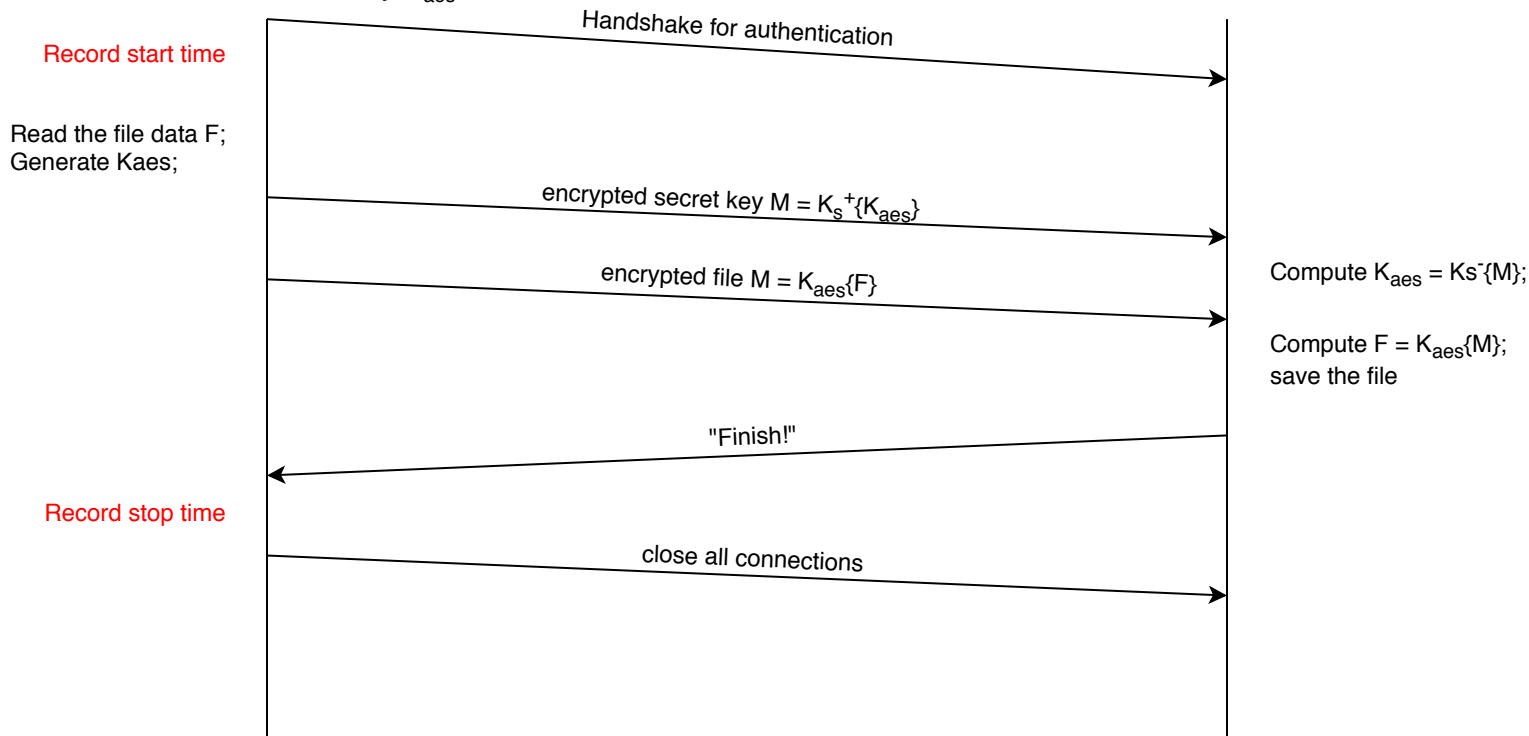 aes
Handshake for authentication
Record start time
Read the file data F;
Generate Kaes;
encrypted secret key M = Ks+{Kaes}
encrypted file M = Kaes{F}
Compute Kaes = Ks-{M};
Compute F = Kaes{M};
save the file
"Finish!"
Record stop time
close all connections